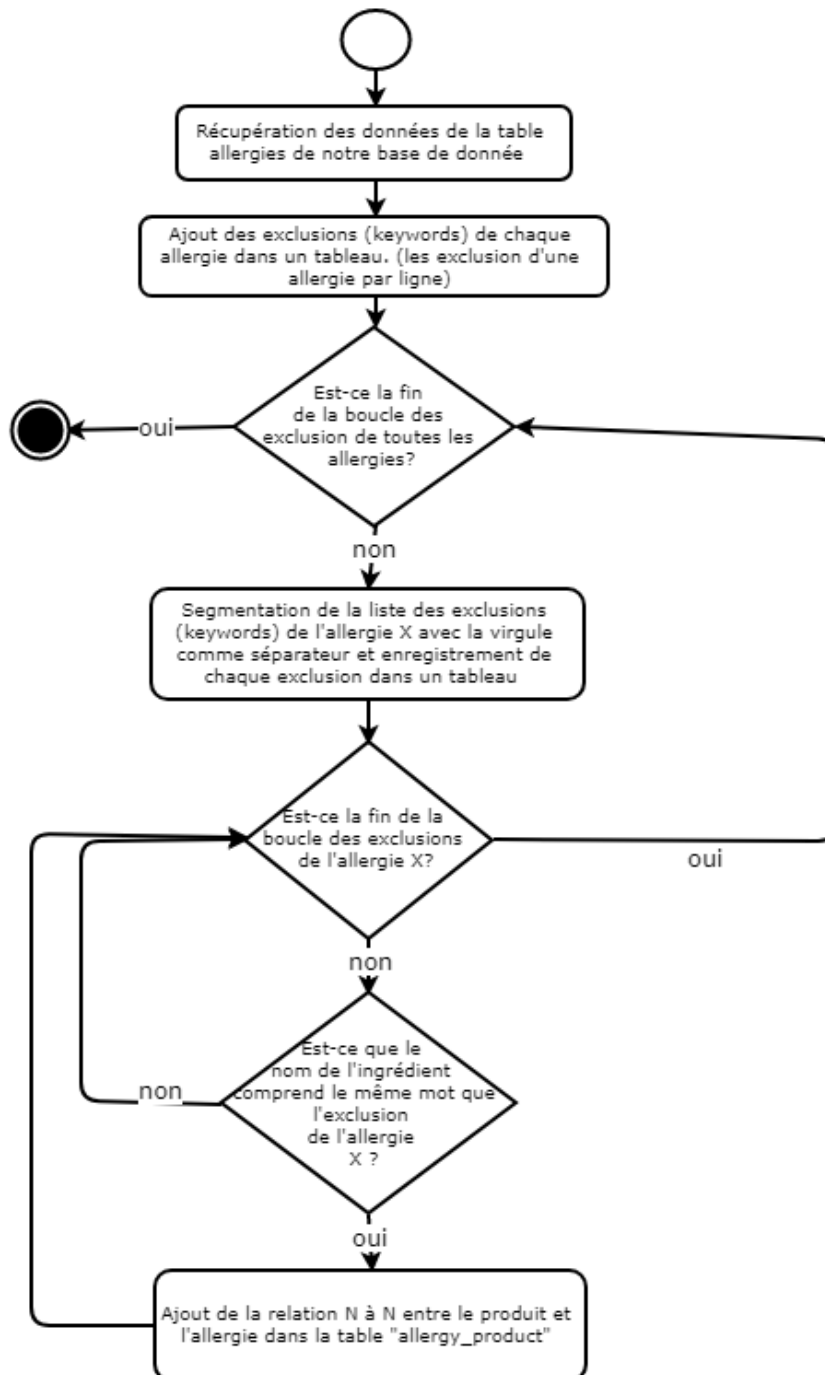 Récupération des données de la table
allergies de notre base de donnée
Ajout des exclusions (keywords) de chaque
allergie dans un tableau. (les exclusion d'une
allergie par ligne)
Est-ce la fin
de la boucle des
exclusion de toutes les
allergies?
oui
non
Segmentation de la liste des exclusions
(keywords) de l'allergie X avec la virgule
comme séparateur et enregistrement de
chaque exclusion dans un tableau
Est-ce la fin de la
boucle des exclusions
de l'allergie X?
oui
non
Est-ce que le
nom de l'ingrédient
comprend le même mot que
l'exclusion
de l'allergie
X ?
non
oui
Ajout de la relation N à N entre le produit et
l'allergie dans la table "allergy_product"